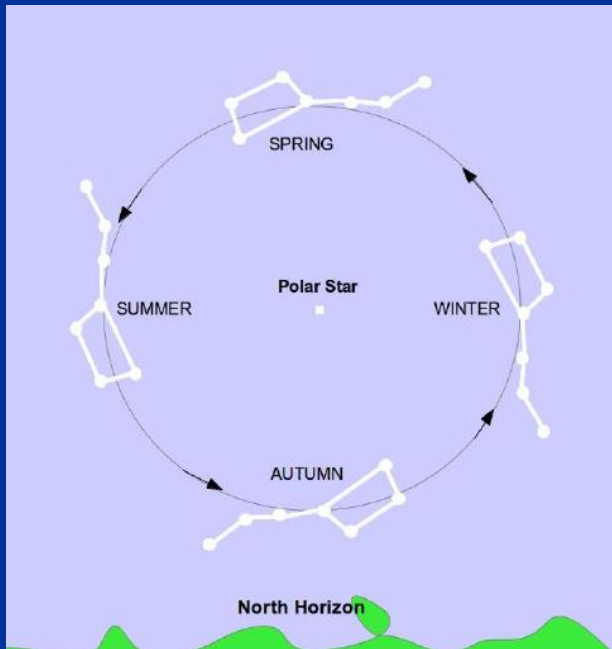 SPRING
Polar Star
SUMMER
WINTER
AUTUMN
North Horizon